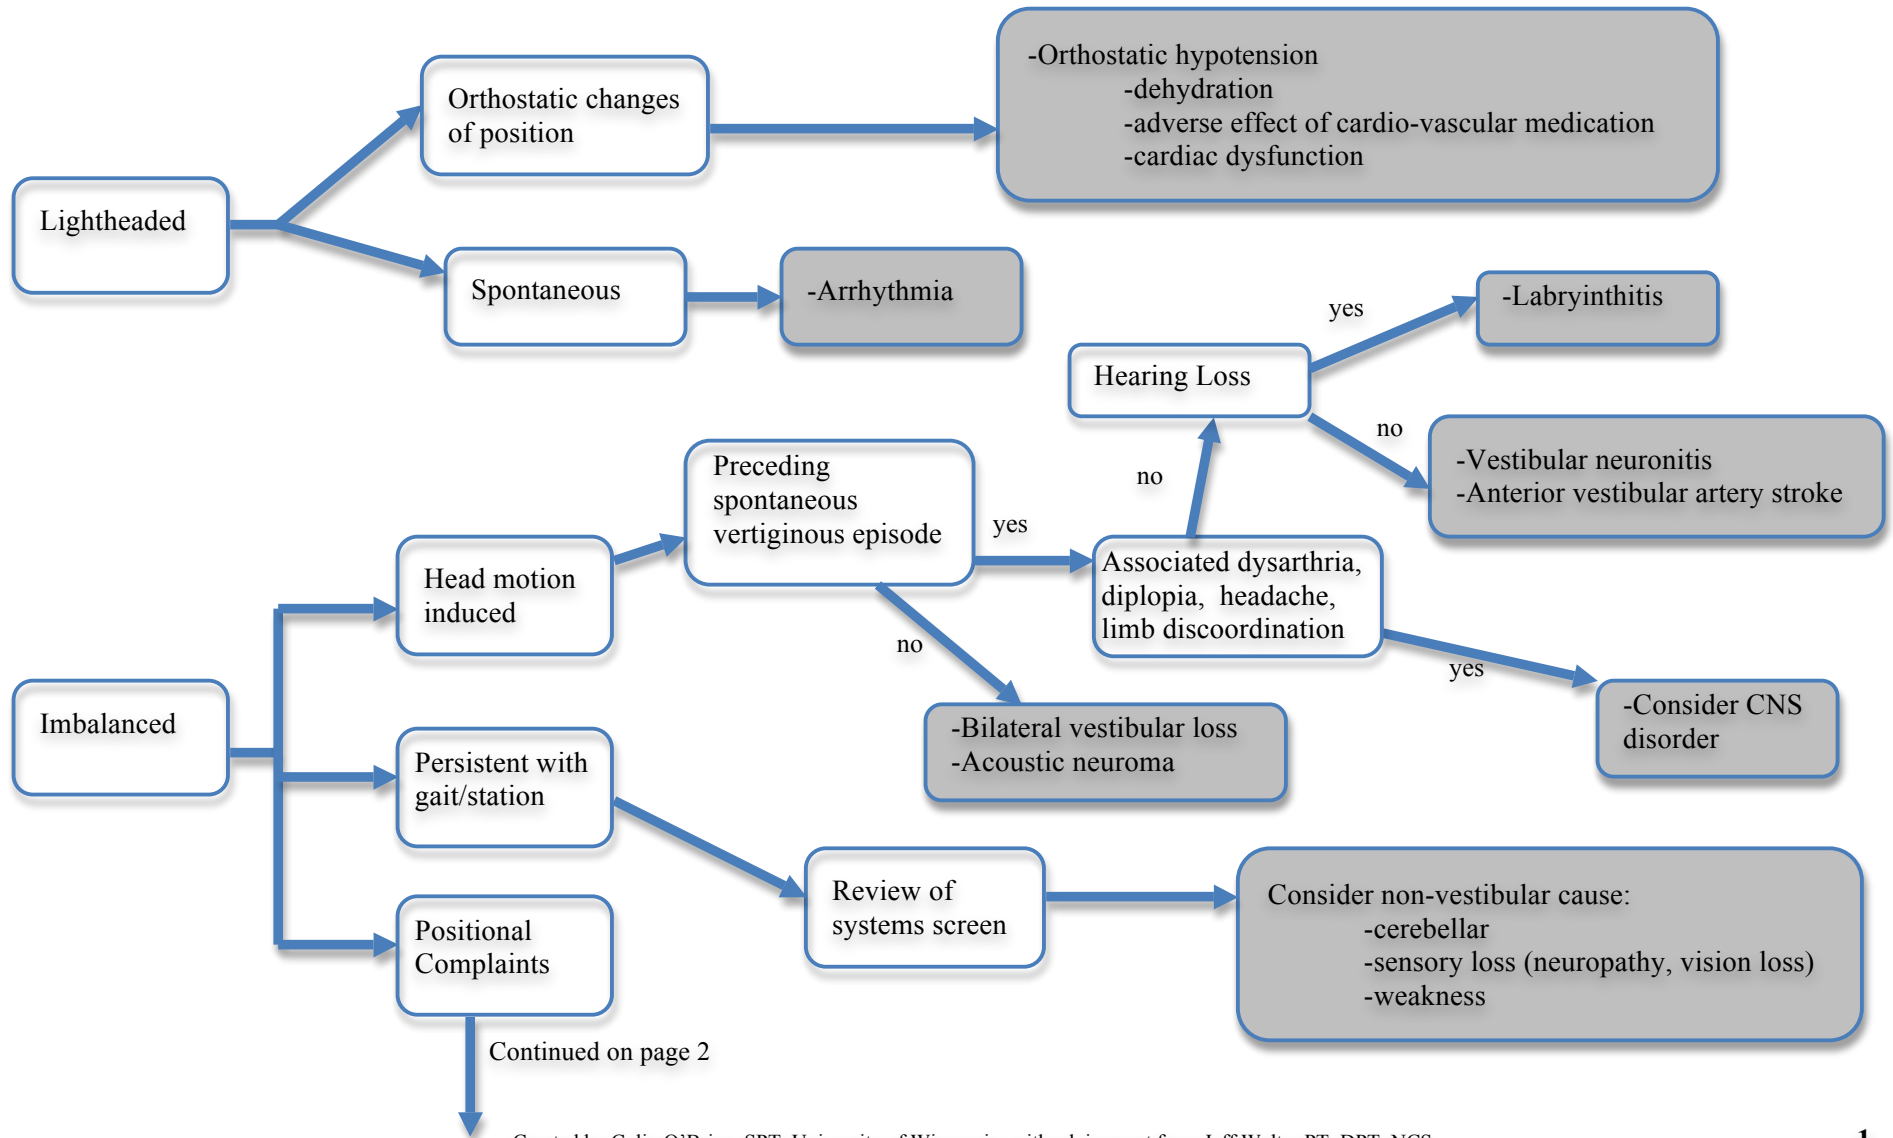 Lightheaded
Orthostatic changes
of position
-Orthostatic hypotension
-dehydration
-adverse effect of cardio-vascular medication
-cardiac dysfunction
Spontaneous
-Arrhythmia
yes
-Labryinthitis
Hearing Loss
no
-Vestibular neuronitis
-Anterior vestibular artery stroke
no
Preceding
spontaneous
vertiginous episode
yes
Associated dysarthria,
diplopia, headache,
limb discoordination
Head motion
induced
no
yes
-Consider CNS
disorder
-Bilateral vestibular loss
-Acoustic neuroma
Imbalanced
Persistent with
gait/station
Review of
systems screen
Consider non-vestibular cause:
-cerebellar
-sensory loss (neuropathy, vision loss)
-weakness
Positional
Complaints
Continued on page 2
1